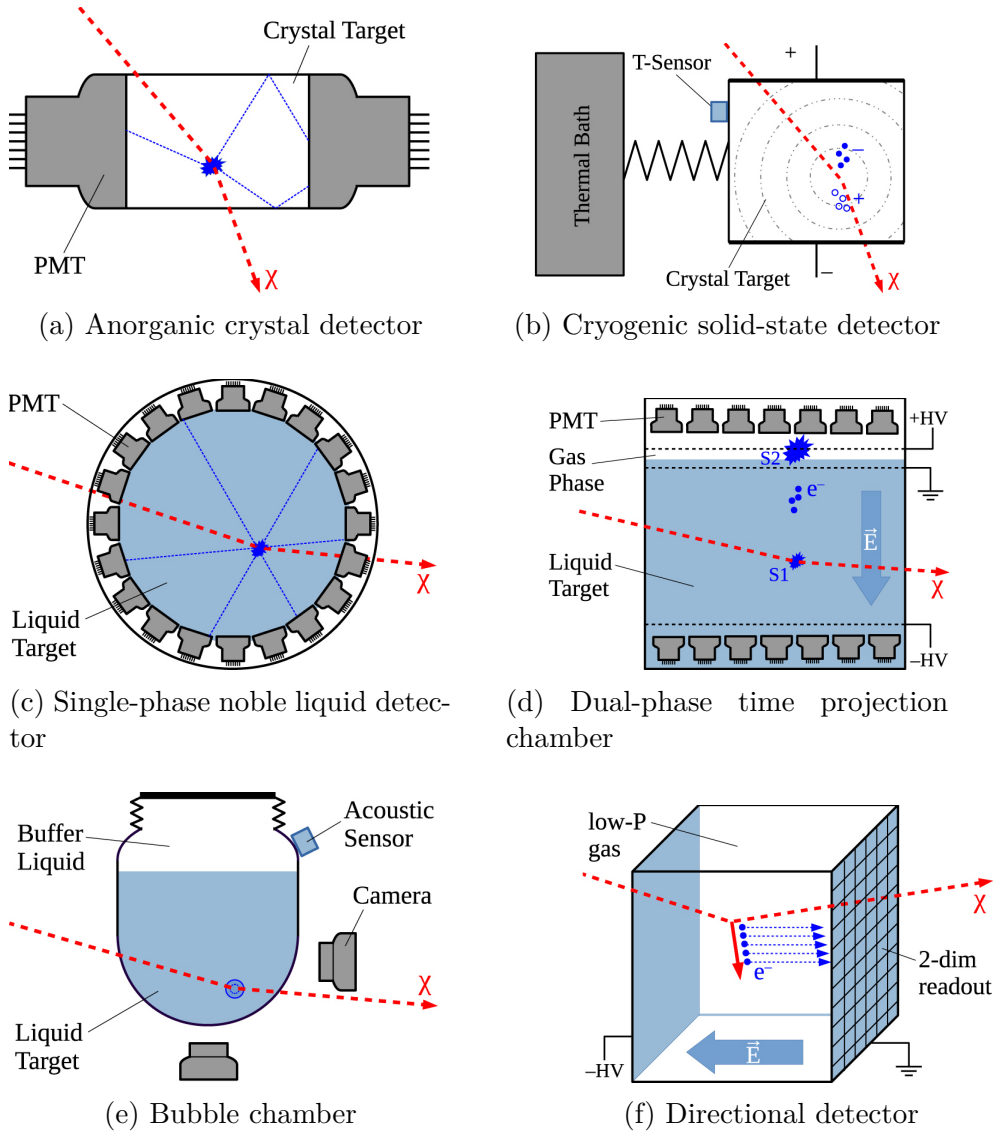 Crystal Target
PMT
χ
(a) Anorganic crystal detector
T-Sensor
+
Thermal Bath
−
+
Crystal Target
−
χ
(b) Cryogenic solid-state detector
PMT
Liquid
Target
χ
(c) Single-phase noble liquid detec-
tor
PMT
+HV
Gas
Phase
S2
e⁻
E⃗
Liquid
Target
S1
χ
−HV
(d) Dual-phase time projection
chamber
Buffer
Liquid
Acoustic
Sensor
Camera
χ
Liquid
Target
(e) Bubble chamber
low-P
gas
χ
e⁻
2-dim
readout
E⃗
−HV
(f) Directional detector